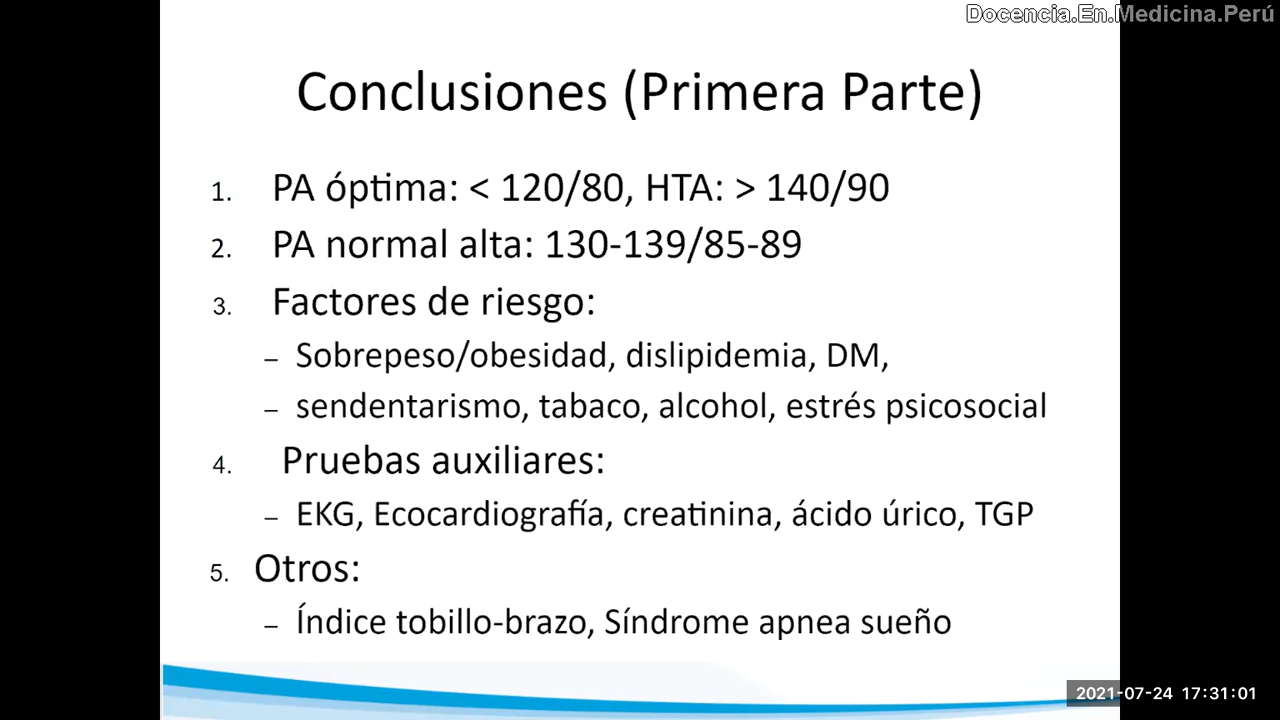 Docencia.En.Medicina.Perú
Conclusiones (Primera Parte)
1. PA óptima: < 120/80, HTA: > 140/90
2. PA normal alta: 130-139/85-89
3. Factores de riesgo:
– Sobrepeso/obesidad, dislipidemia, DM,
– sendentarismo, tabaco, alcohol, estrés psicosocial
4. Pruebas auxiliares:
– EKG, Ecocardiografía, creatinina, ácido úrico, TGP
5. Otros:
– Índice tobillo-brazo, Síndrome apnea sueño
2021-07-24 17:31:01